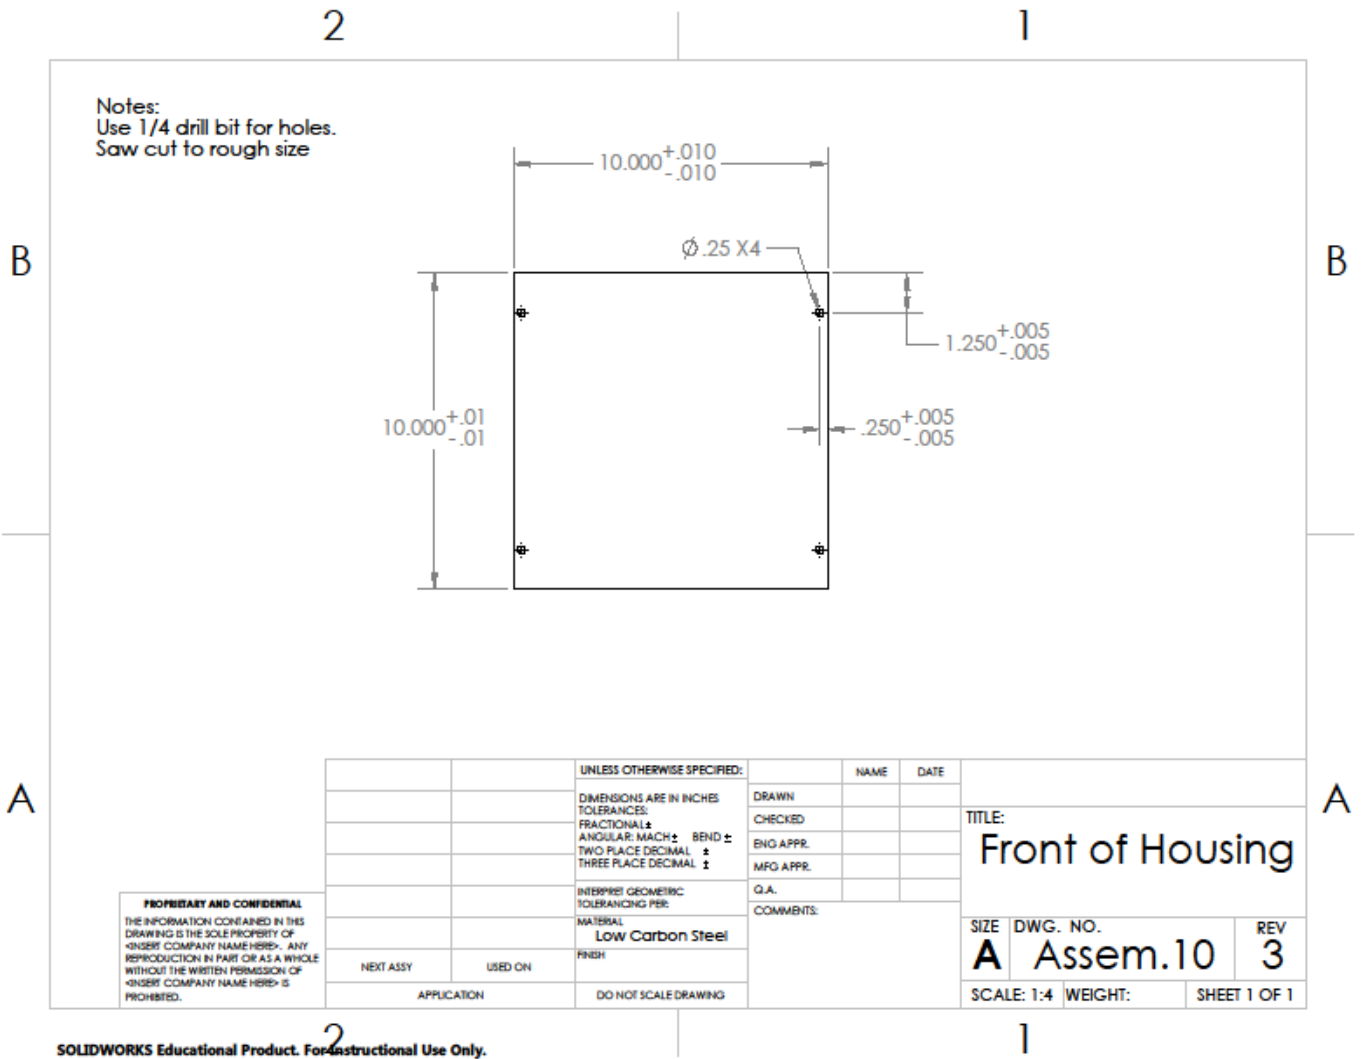 2
1
Notes:
Use 1/4 drill bit for holes.
Saw cut to rough size
10.000 +.010
-.010
Ø.25 X4
B
B
1.250 +.005
-.005
10.000 +.01
-.01
.250 +.005
-.005
A
A
UNLESS OTHERWISE SPECIFIED:
DIMENSIONS ARE IN INCHES
TOLERANCES:
FRACTIONAL±
ANGULAR: MACH± BEND ±
TWO PLACE DECIMAL ±
THREE PLACE DECIMAL ±
INTERPRET GEOMETRIC
TOLERANCING PER:
MATERIAL
Low Carbon Steel
FINISH
DO NOT SCALE DRAWING
NAME DATE
DRAWN
CHECKED
ENG APPR.
MFG APPR.
Q.A.
COMMENTS:
TITLE:
Front of Housing
SIZE DWG. NO. REV
A Assem.10 3
SCALE: 1:4 WEIGHT: SHEET 1 OF 1
PROPRIETARY AND CONFIDENTIAL
THE INFORMATION CONTAINED IN THIS
DRAWING IS THE SOLE PROPERTY OF
<INSERT COMPANY NAME HERE>. ANY
REPRODUCTION IN PART OR AS A WHOLE
WITHOUT THE WRITTEN PERMISSION OF
<INSERT COMPANY NAME HERE> IS
PROHIBITED.
NEXT ASSY USED ON
APPLICATION
2
1
SOLIDWORKS Educational Product. For Instructional Use Only.